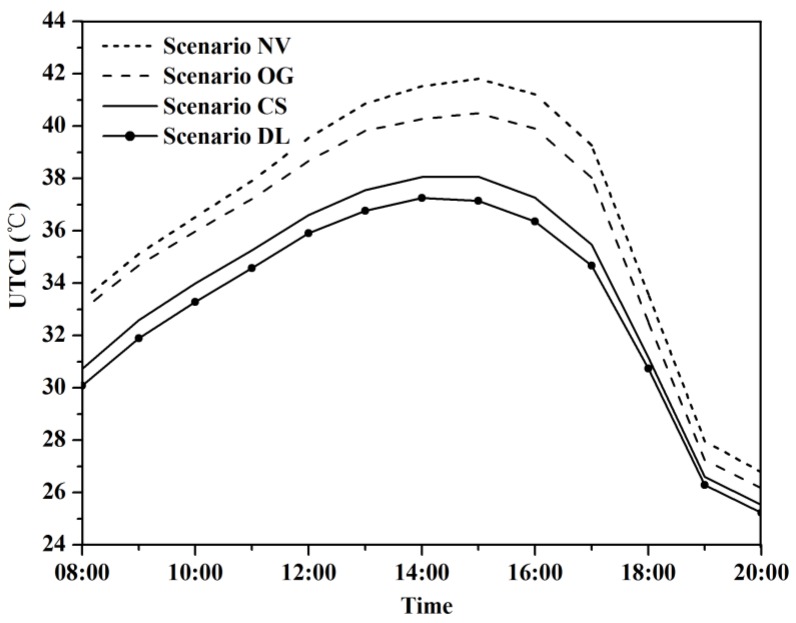 44
42
40
38
36
34
32
30
28
26
24
UTCI (℃)
Scenario NV
Scenario OG
Scenario CS
Scenario DL
08:00 10:00 12:00 14:00 16:00 18:00 20:00
Time